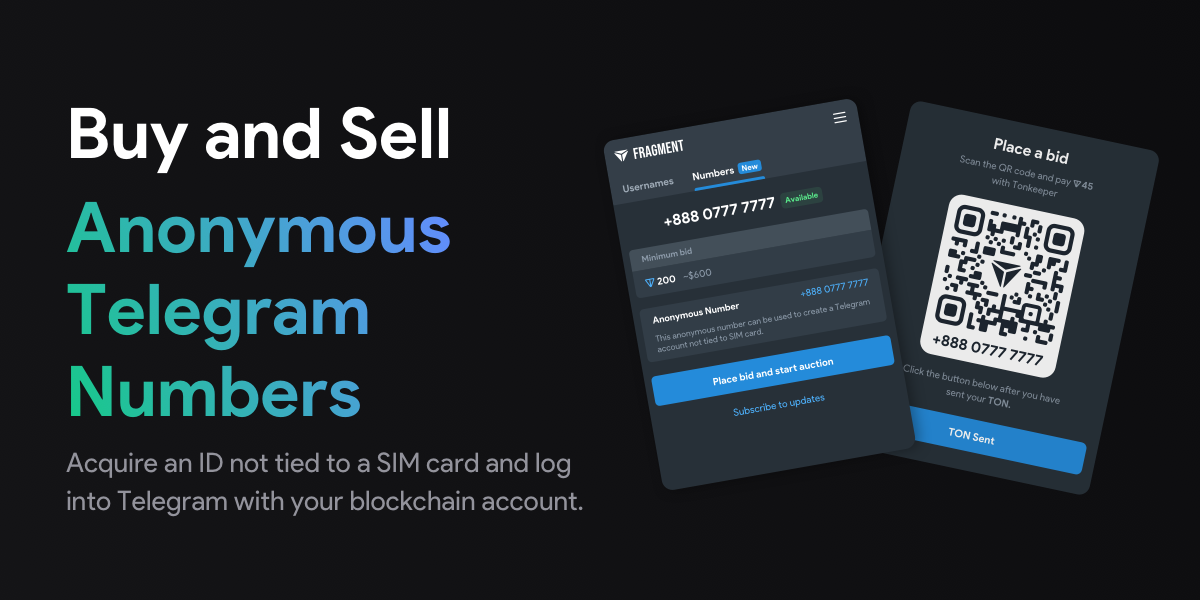 Buy and Sell
Anonymous
Telegram
Numbers
Acquire an ID not tied to a SIM card and log
into Telegram with your blockchain account.
FRAGMENT
Usernames Numbers New
+888 0777 7777 Available
Minimum bid
200 ~$600
Anonymous Number +888 0777 7777
This anonymous number can be used to create a Telegram
account not tied to SIM card.
Place bid and start auction
Subscribe to updates
Place a bid
Scan the QR code and pay 45
with Tonkeeper
+888 0777 7777
Click the button below after you have
sent your TON.
TON Sent